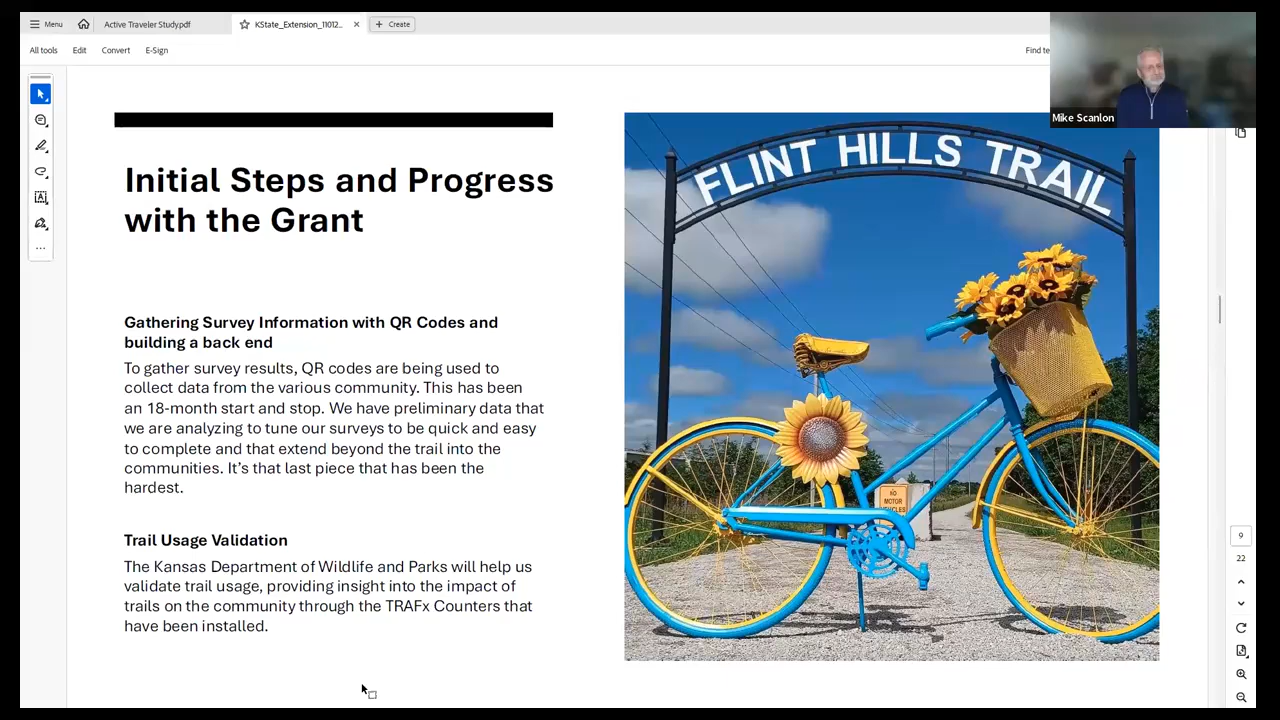 Menu
Active Traveler Study.pdf
KState_Extension_11012...
Create
All tools
Edit
Convert
E-Sign
Find te
Mike Scanlon
Initial Steps and Progress
with the Grant
Gathering Survey Information with QR Codes and
building a back end
To gather survey results, QR codes are being used to
collect data from the various community. This has been
an 18-month start and stop. We have preliminary data that
we are analyzing to tune our surveys to be quick and easy
to complete and that extend beyond the trail into the
communities. It’s that last piece that has been the
hardest.
Trail Usage Validation
The Kansas Department of Wildlife and Parks will help us
validate trail usage, providing insight into the impact of
trails on the community through the TRAFx Counters that
have been installed.
FLINT HILLS TRAIL
NO
MOTOR
VEHICLES
9
22